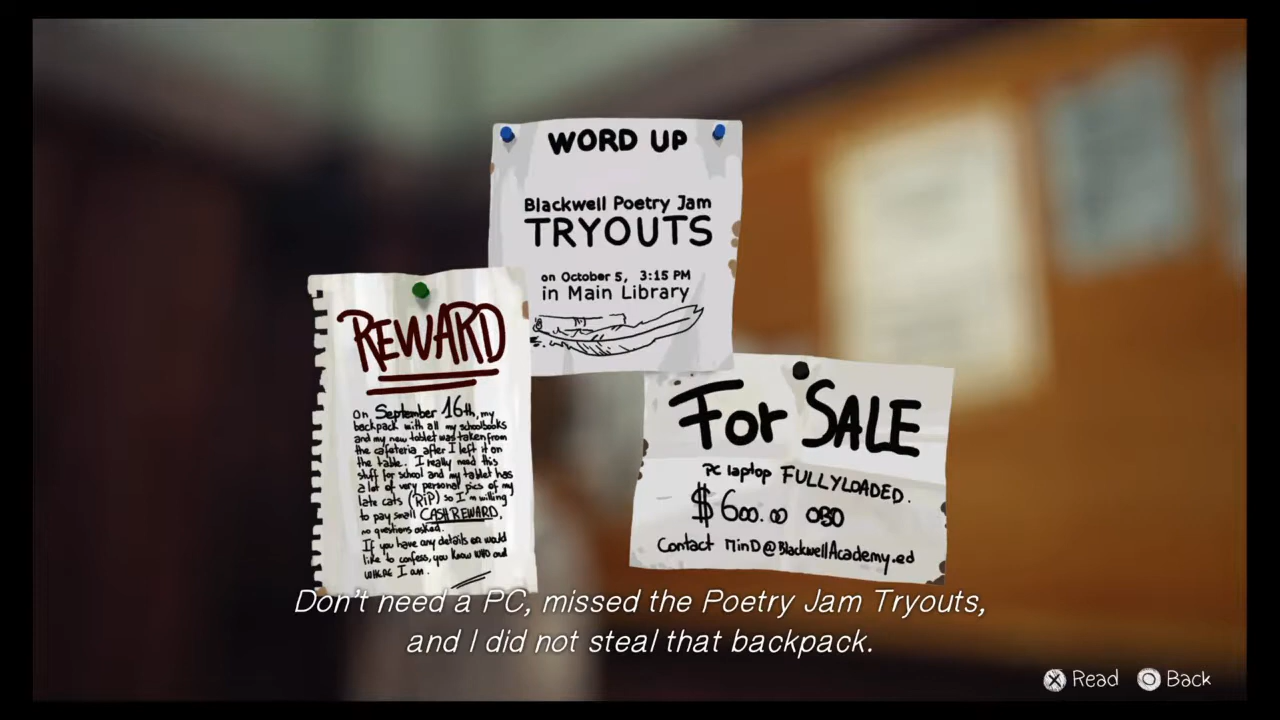 WORD UP
Blackwell Poetry Jam
TRYOUTS
on October 5, 3:15 PM
in Main Library
REWARD
On September 16th, my
backpack with all my schoolbooks
and my new tablet was taken from
the cafeteria after I left it on
the table. I really need this
stuff for school and my tablet has
a lot of very personal pics of my
late cats (RiP) so I'm willing
to pay small CASH REWARD,
no questions asked.
If you have any details or would
like to confess, you know WHO and
WHERE I am.
For SALE
PC laptop FULLYLOADED.
$600.00 OBO
Contact MinD@BlackwellAcademy.ed
Don't need a PC, missed the Poetry Jam Tryouts,
and I did not steal that backpack.
Read Back